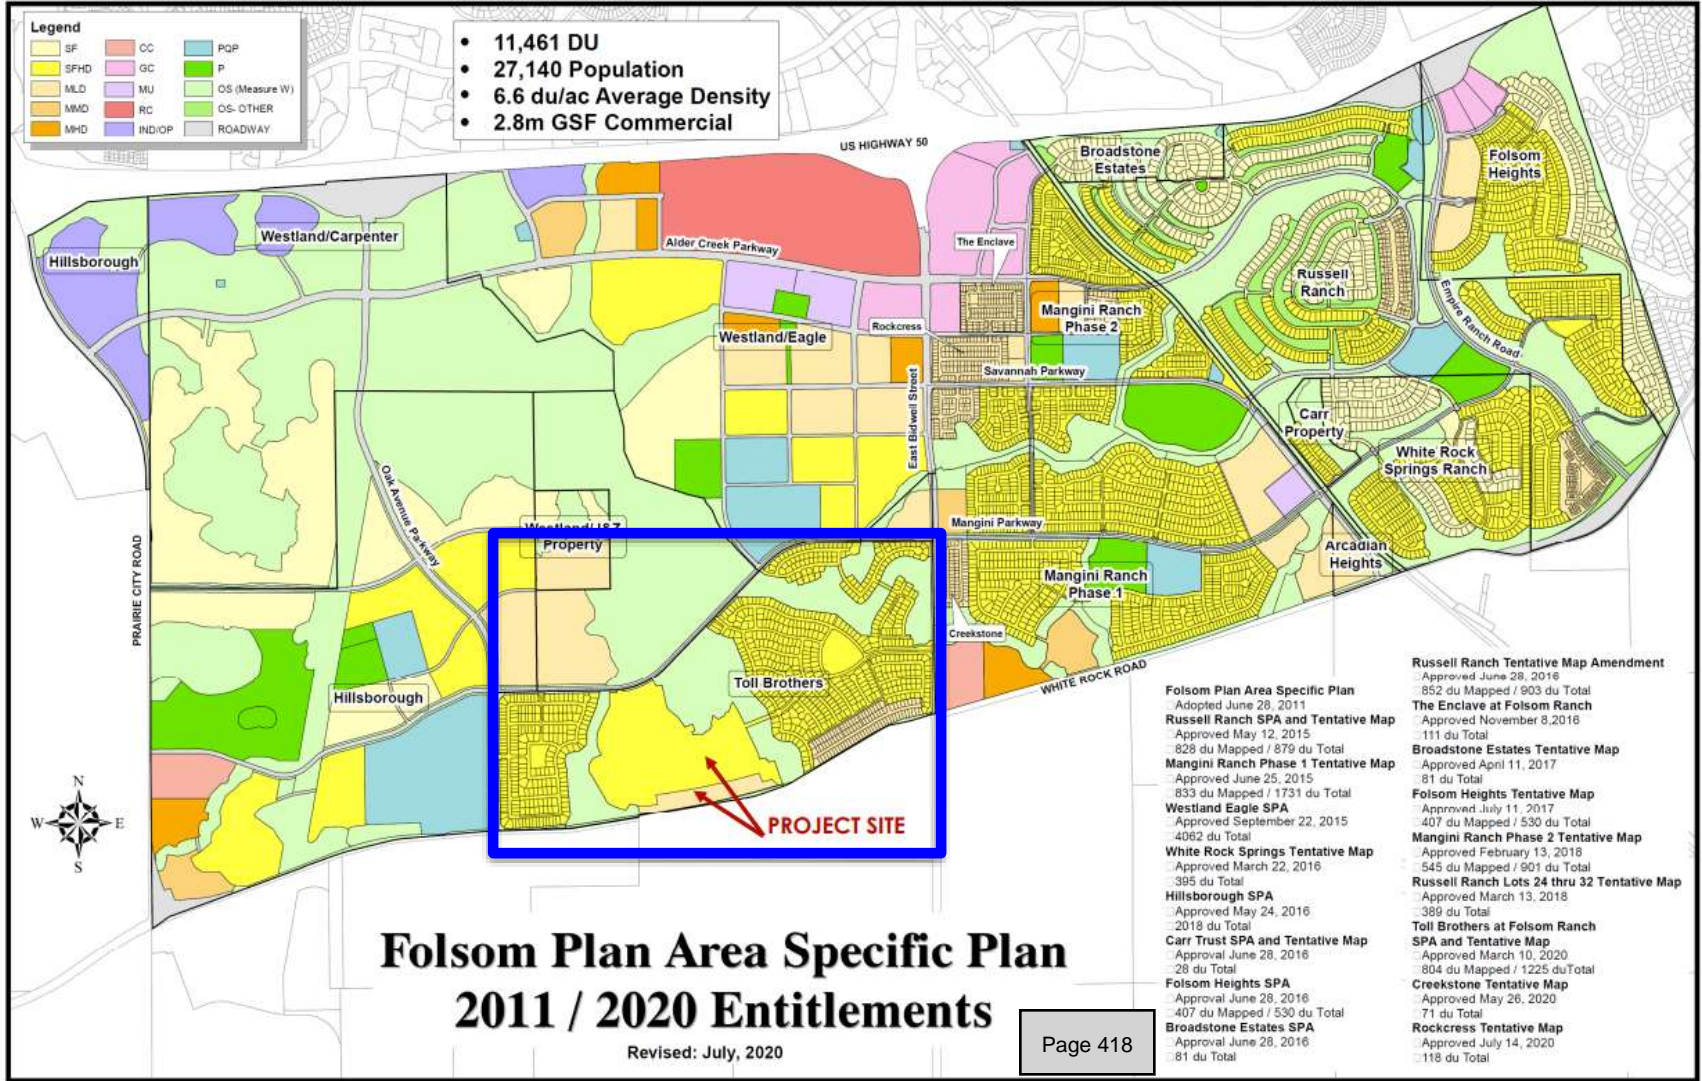 Legend
SF
SFHD
MLD
MMD
MHD
CC
GC
MU
RC
IND/OP
PQP
P
OS (Measure W)
OS- OTHER
ROADWAY
• 11,461 DU
• 27,140 Population
• 6.6 du/ac Average Density
• 2.8m GSF Commercial
US HIGHWAY 50
Broadstone
Estates
Folsom
Heights
Westland/Carpenter
Hillsborough
Alder Creek Parkway
The Enclave
Russell
Ranch
Empire Ranch Road
Mangini Ranch
Phase 2
Rockcress
Westland/Eagle
Savannah Parkway
East Bidwell Street
Carr
Property
White Rock
Springs Ranch
Oak Avenue Parkway
Mangini Parkway
Westland/J&Z
Property
PRAIRIE CITY ROAD
Arcadian
Heights
Mangini Ranch
Phase 1
Creekstone
WHITE ROCK ROAD
Toll Brothers
Hillsborough
PROJECT SITE
N
W
E
S
Folsom Plan Area Specific Plan
Adopted June 28, 2011
Russell Ranch SPA and Tentative Map
Approved May 12, 2015
828 du Mapped / 879 du Total
Mangini Ranch Phase 1 Tentative Map
Approved June 25, 2015
833 du Mapped / 1731 du Total
Westland Eagle SPA
Approved September 22, 2015
4062 du Total
White Rock Springs Tentative Map
Approved March 22, 2016
395 du Total
Hillsborough SPA
Approved May 24, 2016
2018 du Total
Carr Trust SPA and Tentative Map
Approval June 28, 2016
28 du Total
Folsom Heights SPA
Approval June 28, 2016
407 du Mapped / 530 du Total
Broadstone Estates SPA
Approval June 28, 2016
81 du Total
Russell Ranch Tentative Map Amendment
Approved June 28, 2016
852 du Mapped / 903 du Total
The Enclave at Folsom Ranch
Approved November 8,2016
111 du Total
Broadstone Estates Tentative Map
Approved April 11, 2017
81 du Total
Folsom Heights Tentative Map
Approved July 11, 2017
407 du Mapped / 530 du Total
Mangini Ranch Phase 2 Tentative Map
Approved February 13, 2018
545 du Mapped / 901 du Total
Russell Ranch Lots 24 thru 32 Tentative Map
Approved March 13, 2018
389 du Total
Toll Brothers at Folsom Ranch
SPA and Tentative Map
Approved March 10, 2020
804 du Mapped / 1225 duTotal
Creekstone Tentative Map
Approved May 26, 2020
71 du Total
Rockcress Tentative Map
Approved July 14, 2020
118 du Total
Folsom Plan Area Specific Plan
2011 / 2020 Entitlements
Revised: July, 2020
Page 418